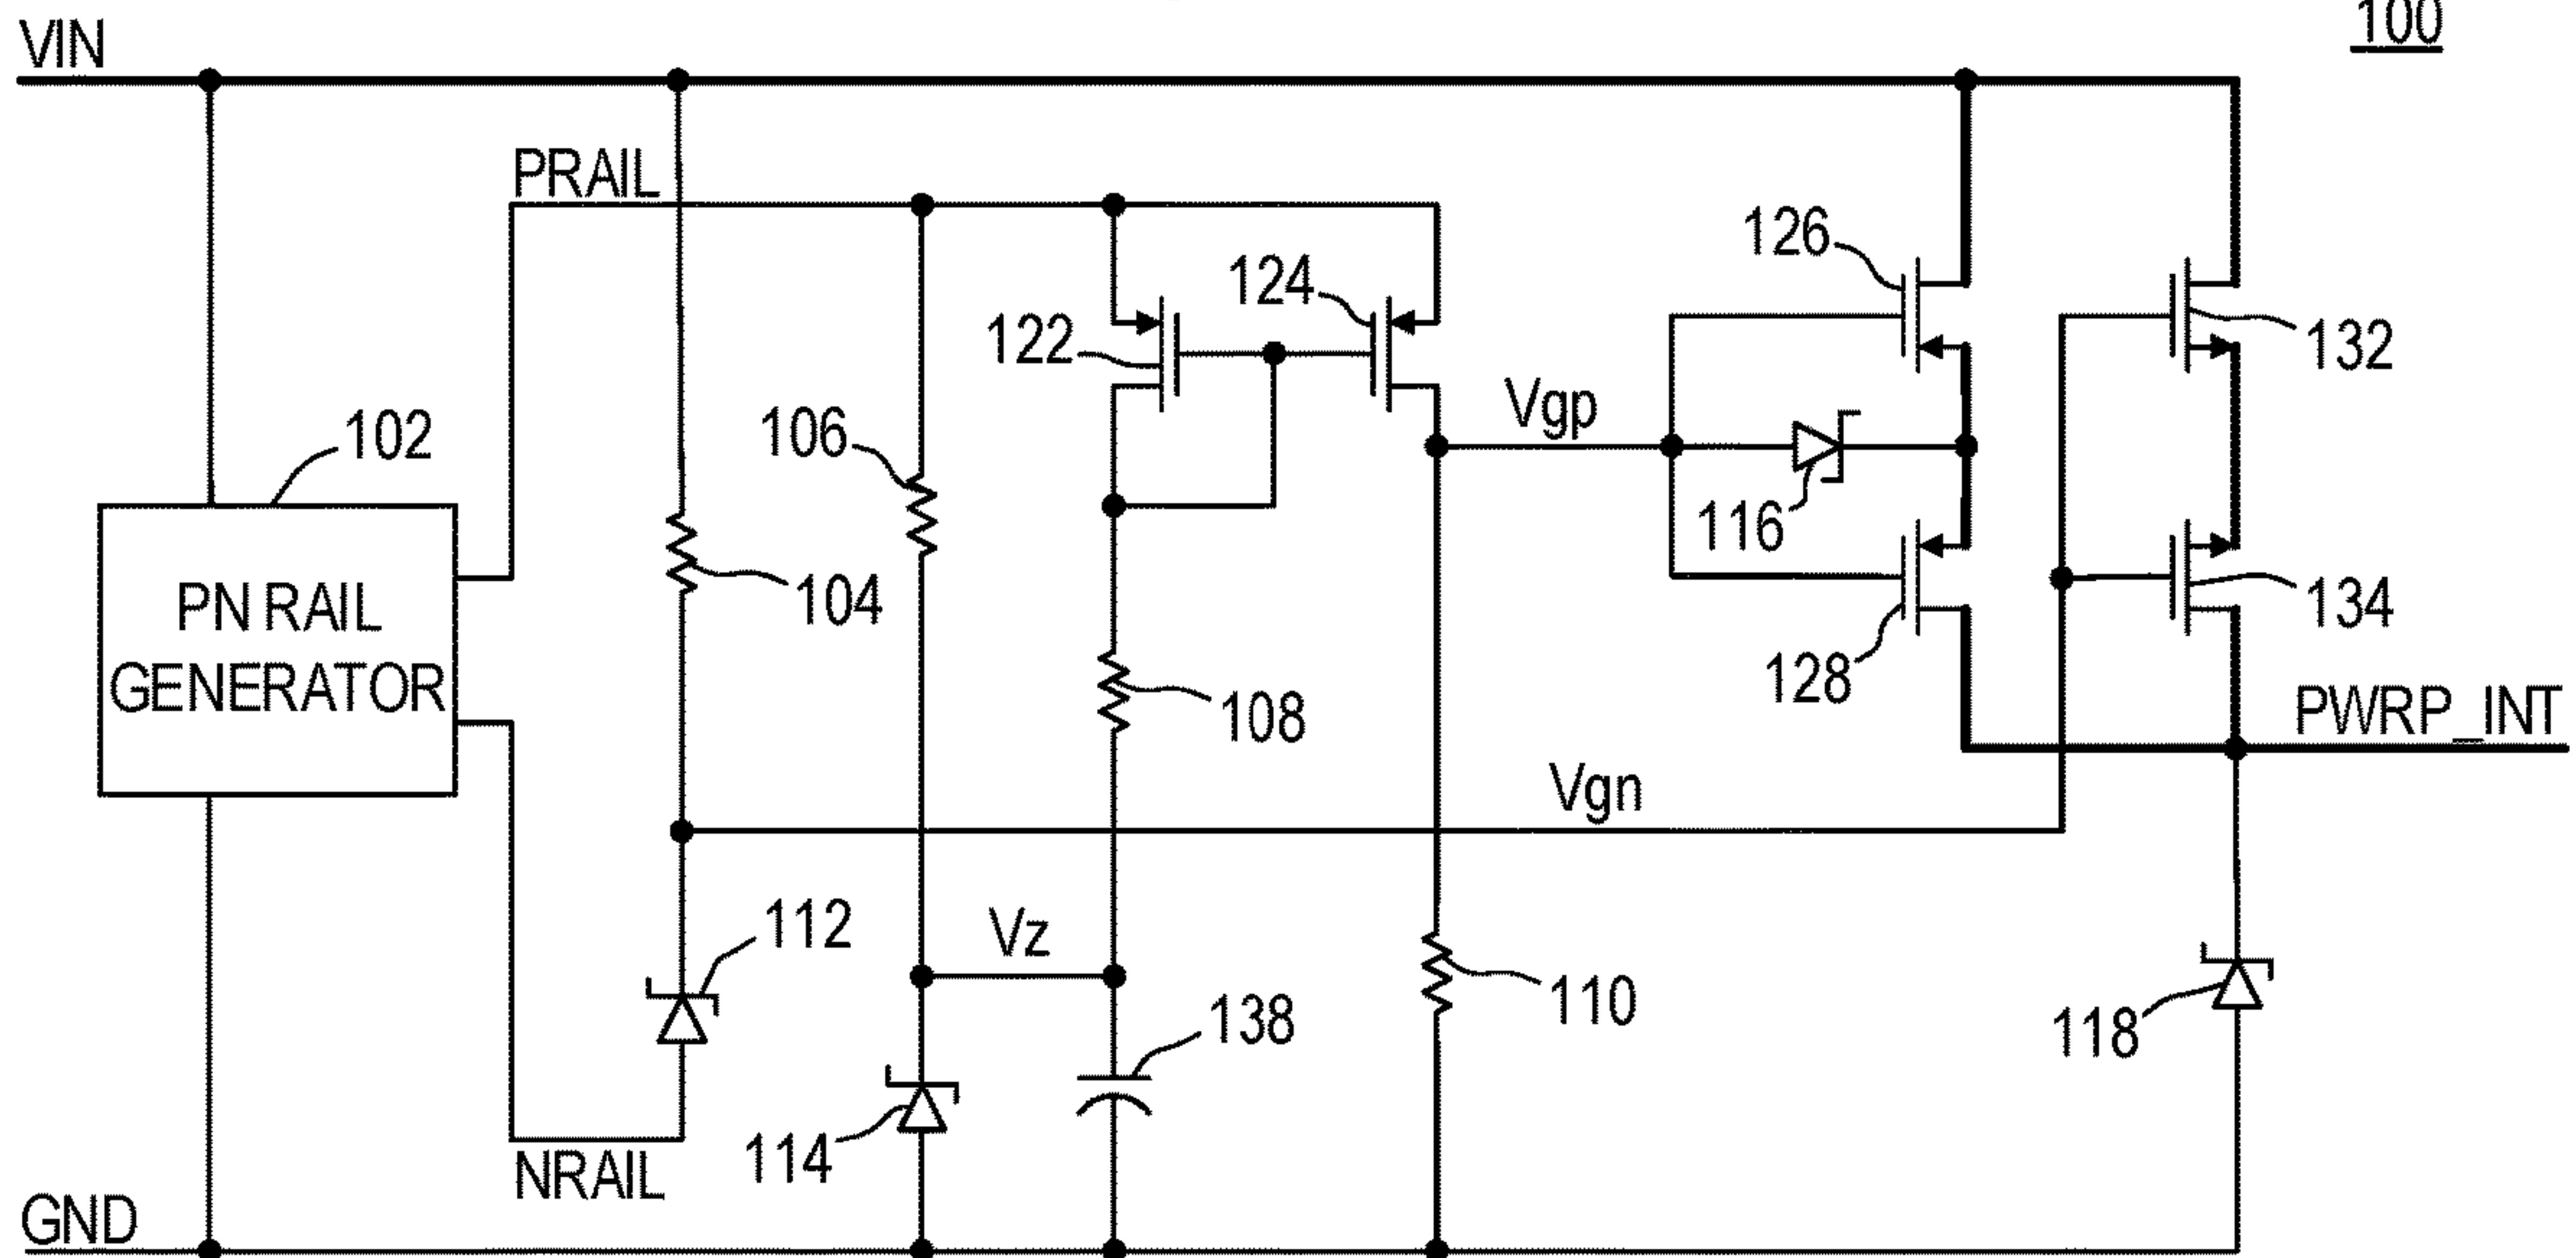 100
VIN
PRAIL
126
124
122
132
Vgp
106
102
116
104
PN RAIL
GENERATOR
134
128
108
PWRP_INT
Vgn
112
Vz
138
110
118
114
NRAIL
GND